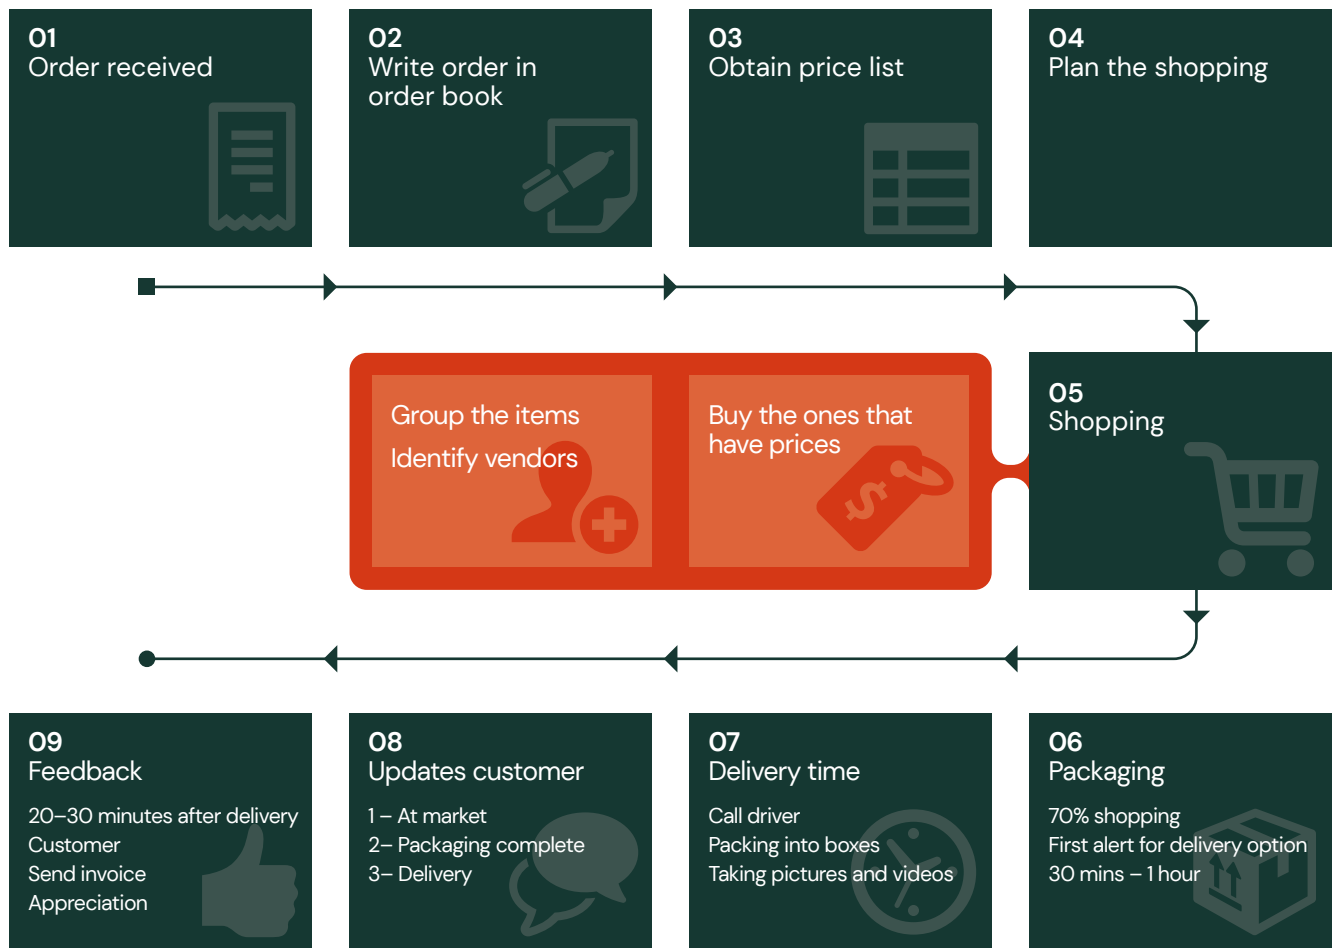 01
Order received
02
Write order in
order book
03
Obtain price list
04
Plan the shopping
Group the items
Identify vendors
Buy the ones that
have prices
05
Shopping
09
Feedback
20–30 minutes after delivery
Customer
Send invoice
Appreciation
08
Updates customer
1 – At market
2– Packaging complete
3– Delivery
07
Delivery time
Call driver
Packing into boxes
Taking pictures and videos
06
Packaging
70% shopping
First alert for delivery option
30 mins – 1 hour